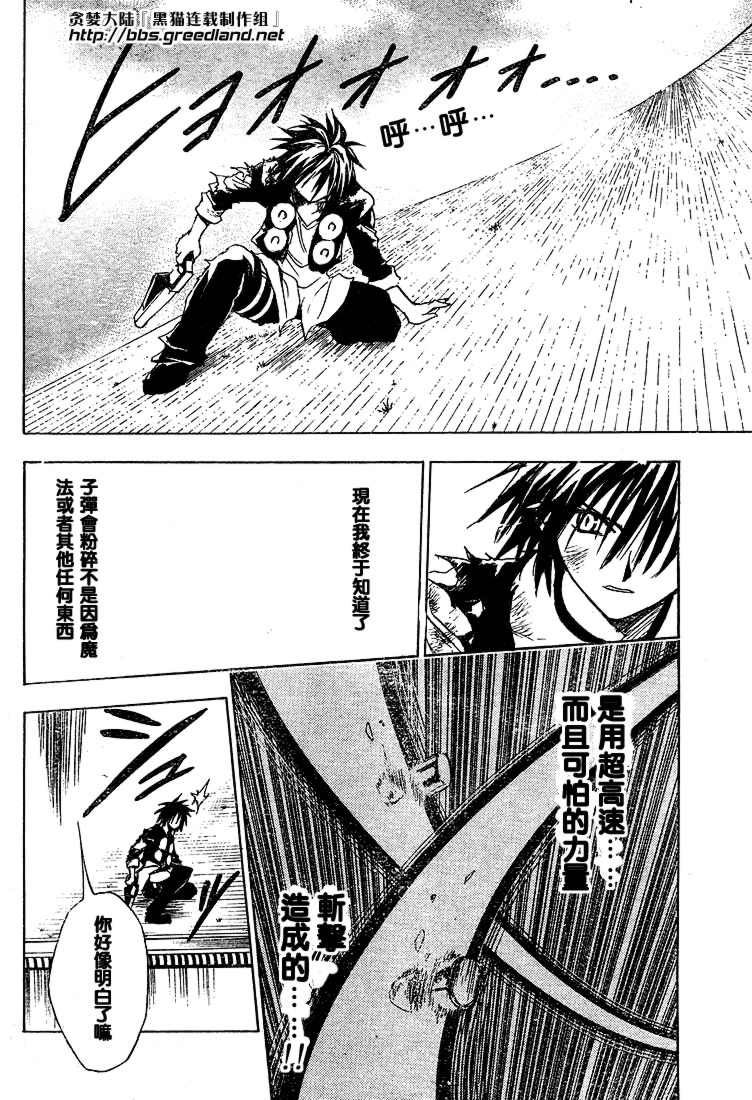 贪婪大陆『黑猫连载制作组』
http://bbs.greedland.net
ヒョオオオオ…
呼…呼…
現在我終于知道了
子彈會粉碎不是因爲魔
法或者其他任何東西
是用超高速……
而且可怕的力量
斬擊
造成的……!!
バッ
你好像明白了嘛